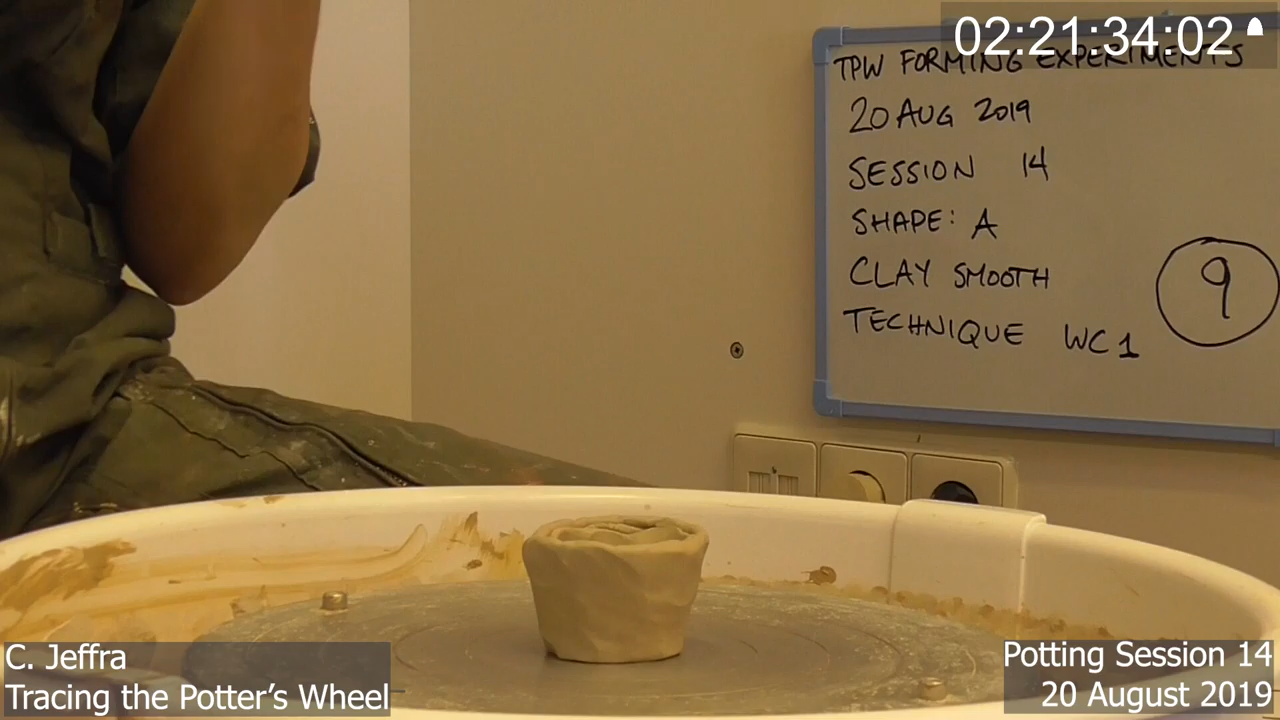 02:21:34:02
TPW FORMING EXPERIMENTS
20 AUG 2019
SESSION 14
SHAPE: A
CLAY SMOOTH
TECHNIQUE WC1
9
C. Jeffra
Tracing the Potter's Wheel
Potting Session 14
20 August 2019